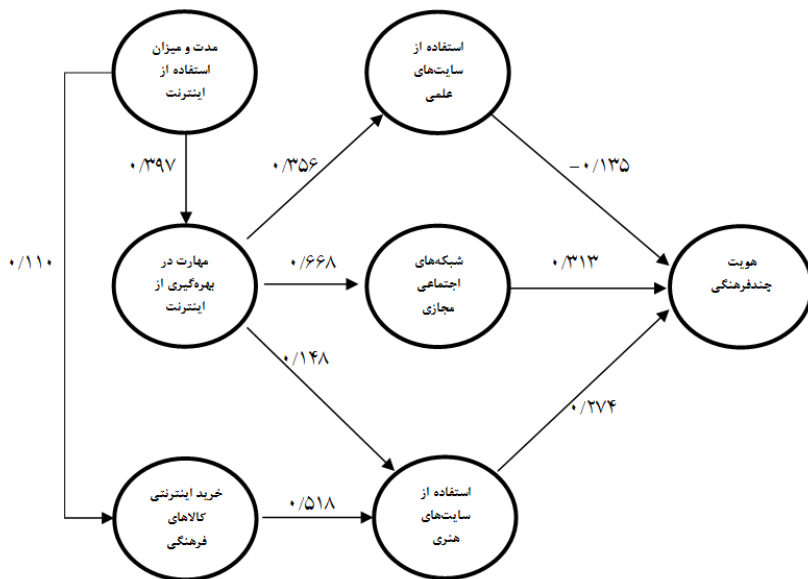 مدت و میزان
استفاده از
اینترنت
استفاده از
سایت‌های
علمی
۰/۳۹۷
۰/۳۵۶
−۰/۱۳۵
۰/۱۱۰
مهارت در
بهره‌گیری از
اینترنت
۰/۶۶۸
شبکه‌های
اجتماعی
مجازی
۰/۳۱۳
هویت
چندفرهنگی
۰/۱۴۸
۰/۲۷۴
خرید اینترنتی
کالاهای
فرهنگی
۰/۵۱۸
استفاده از
سایت‌های
هنری